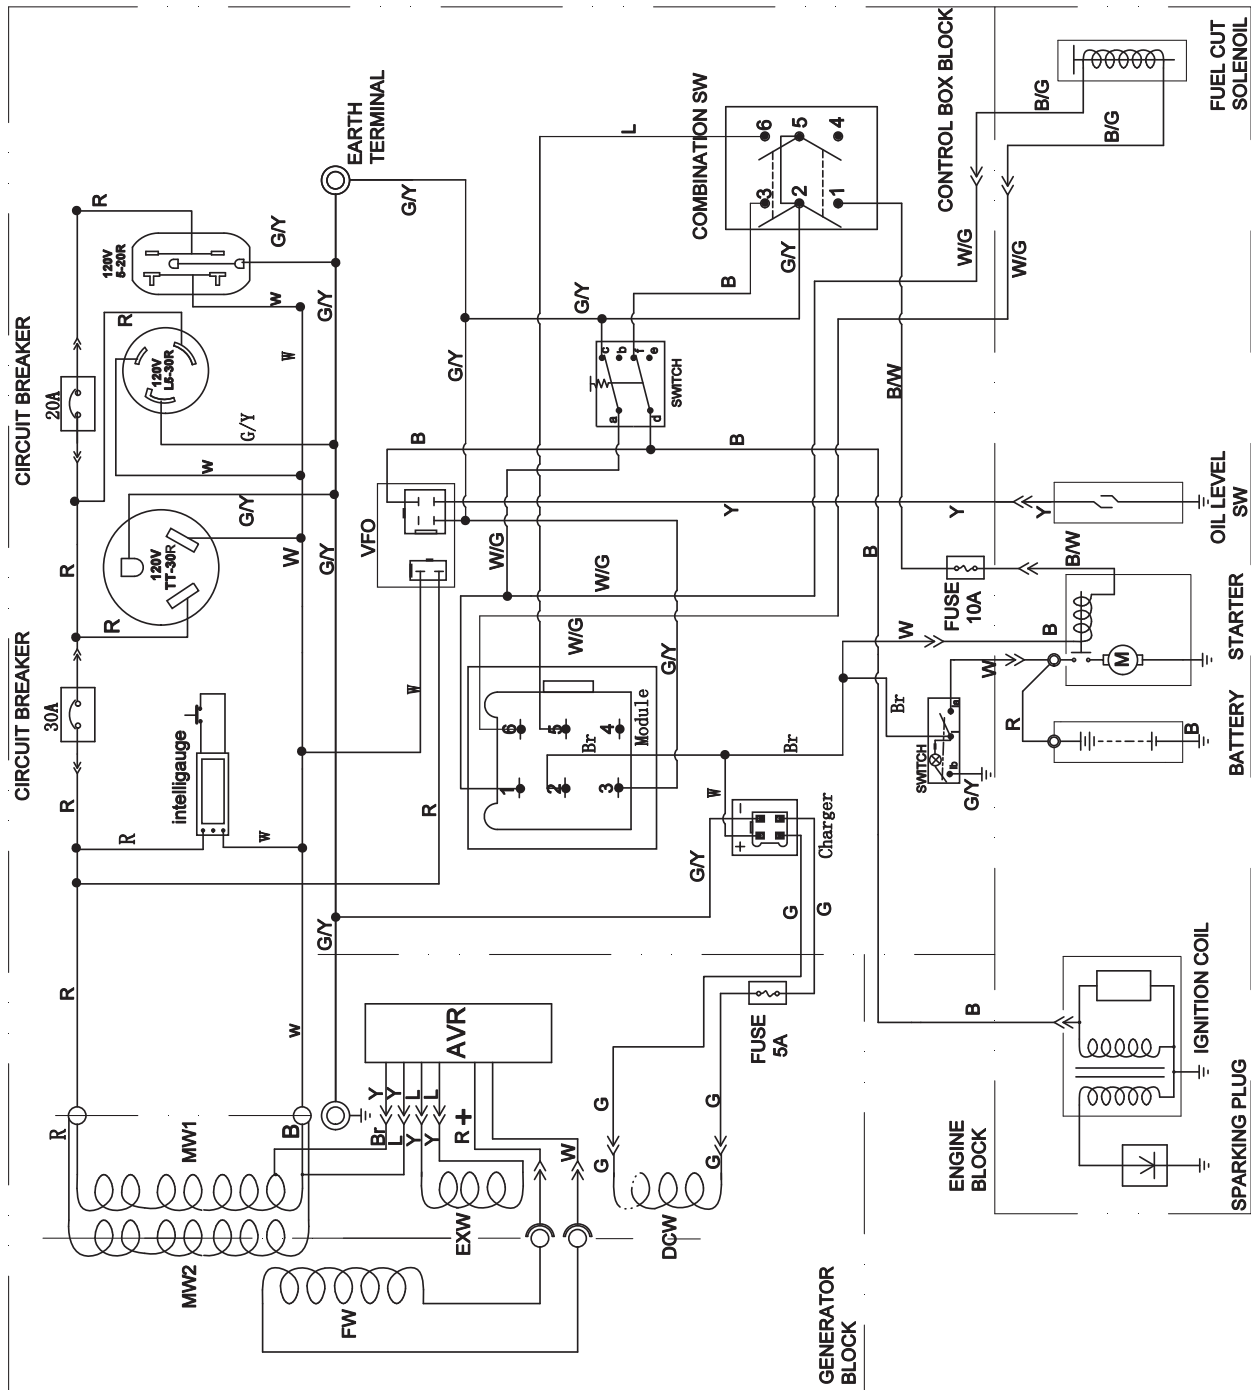 CIRCUIT BREAKER
30A
CIRCUIT BREAKER
20A
R
R
R
R
R
R
R
R
120V
TT-30R
120V
L5-30R
120V
5-20R
G/Y
G/Y
G/Y
G/Y
G/Y
G/Y
W
W
W
W
W
W
W
W
intelligauge
R
R
EARTH
TERMINAL
G/Y
G/Y
VFO
B
Y
W/G
W/G
W/G
G/Y
Module
6
5
4
1
2
3
Br
Br
Br
W
+
-
Charger
G/Y
G
G
SWITCH
a
b
c
d
e
f
G/Y
B
B
G/Y
L
COMBINATION SW
6
5
4
3
2
1
B/W
CONTROL BOX BLOCK
W/G
W/G
B/G
B/G
FUEL CUT
SOLENOIL
Y
Y
OIL LEVEL
SW
FUSE
10A
B/W
B
W
W
M
STARTER
SWITCH
G/Y
R
B
BATTERY
B
B
IGNITION COIL
SPARKING PLUG
ENGINE
BLOCK
FUSE
5A
G
G
G
G
DCW
AVR
Y
Y
L
L
R
+
Br
L
Y
Y
W
EXW
FW
MW1
MW2
R
B
GENERATOR
BLOCK